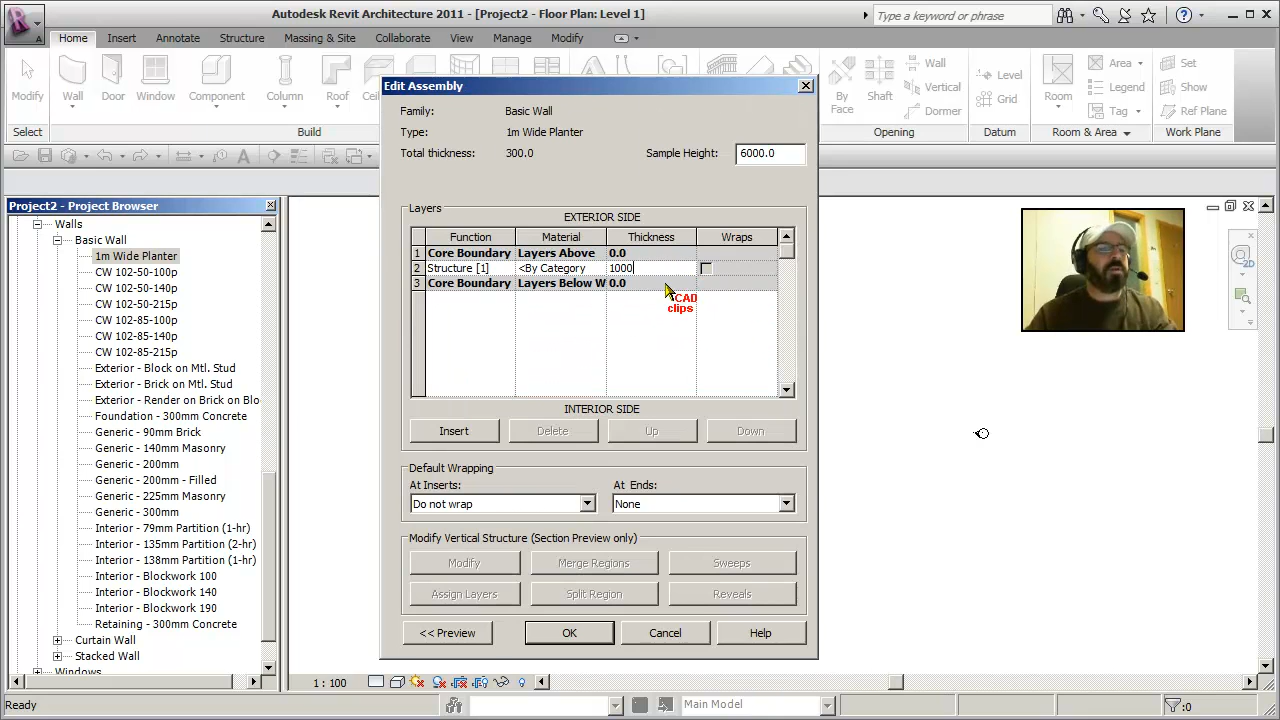 Autodesk Revit Architecture 2011 - [Project2 - Floor Plan: Level 1]
Type a keyword or phrase
Home Insert Annotate Structure Massing & Site Collaborate View Manage Modify
Modify Wall Door Window Component Column Roof
By Face Shaft Wall Vertical Dormer
Level Grid
Room Area Legend Tag
Set Show Ref Plane
Select Build Opening Datum Room & Area Work Plane
Project2 - Project Browser
Walls
Basic Wall
1m Wide Planter
CW 102-50-100p
CW 102-50-140p
CW 102-50-215p
CW 102-85-100p
CW 102-85-140p
CW 102-85-215p
Exterior - Block on Mtl. Stud
Exterior - Brick on Mtl. Stud
Exterior - Render on Brick on Blo
Foundation - 300mm Concrete
Generic - 90mm Brick
Generic - 140mm Masonry
Generic - 200mm
Generic - 200mm - Filled
Generic - 225mm Masonry
Generic - 300mm
Interior - 79mm Partition (1-hr)
Interior - 135mm Partition (2-hr)
Interior - 138mm Partition (1-hr)
Interior - Blockwork 100
Interior - Blockwork 140
Interior - Blockwork 190
Retaining - 300mm Concrete
Curtain Wall
Stacked Wall
Edit Assembly
Family: Basic Wall
Type: 1m Wide Planter
Total thickness: 300.0 Sample Height: 6000.0
Layers
EXTERIOR SIDE
Function Material Thickness Wraps
1 Core Boundary Layers Above 0.0
2 Structure [1] <By Category 1000
3 Core Boundary Layers Below W 0.0
CAD
clips
INTERIOR SIDE
Insert Delete Up Down
Default Wrapping
At Inserts: At Ends:
Do not wrap None
Modify Vertical Structure (Section Preview only)
Modify Merge Regions Sweeps
Assign Layers Split Region Reveals
<< Preview OK Cancel Help
1 : 100
Ready Main Model :0